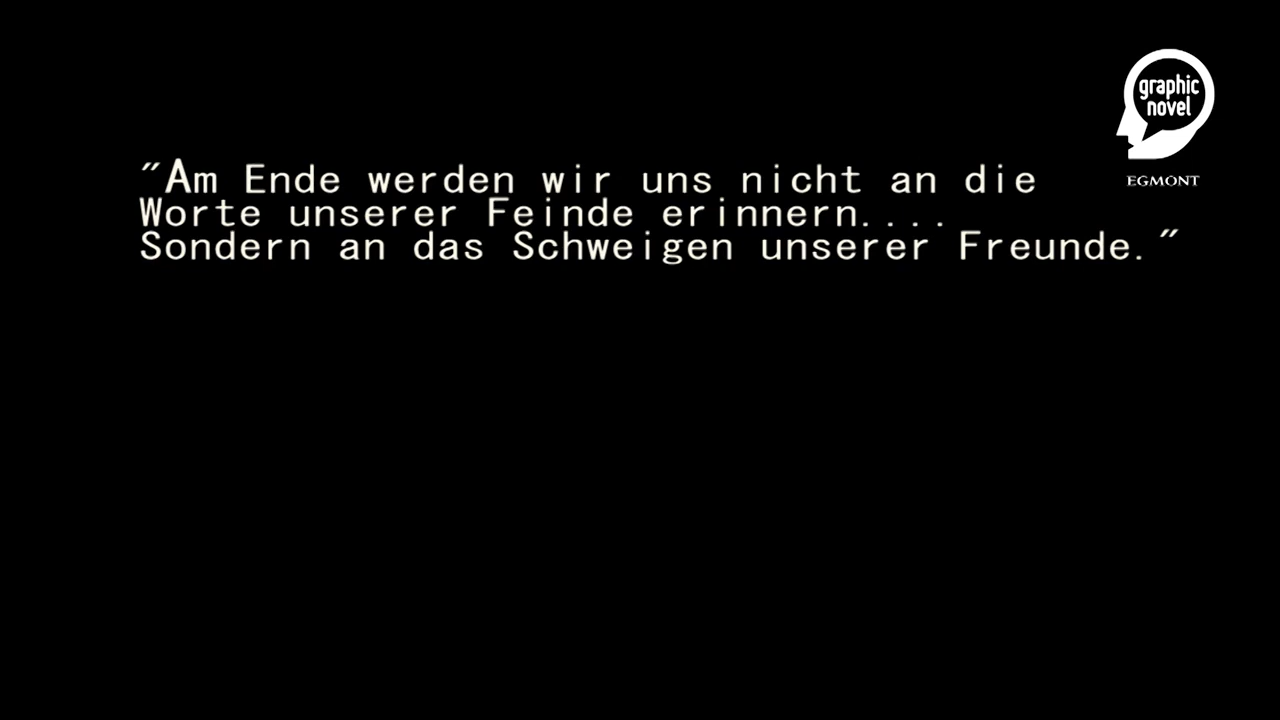 graphic
novel
EGMONT
"Am Ende werden wir uns nicht an die
Worte unserer Feinde erinnern....
Sondern an das Schweigen unserer Freunde."